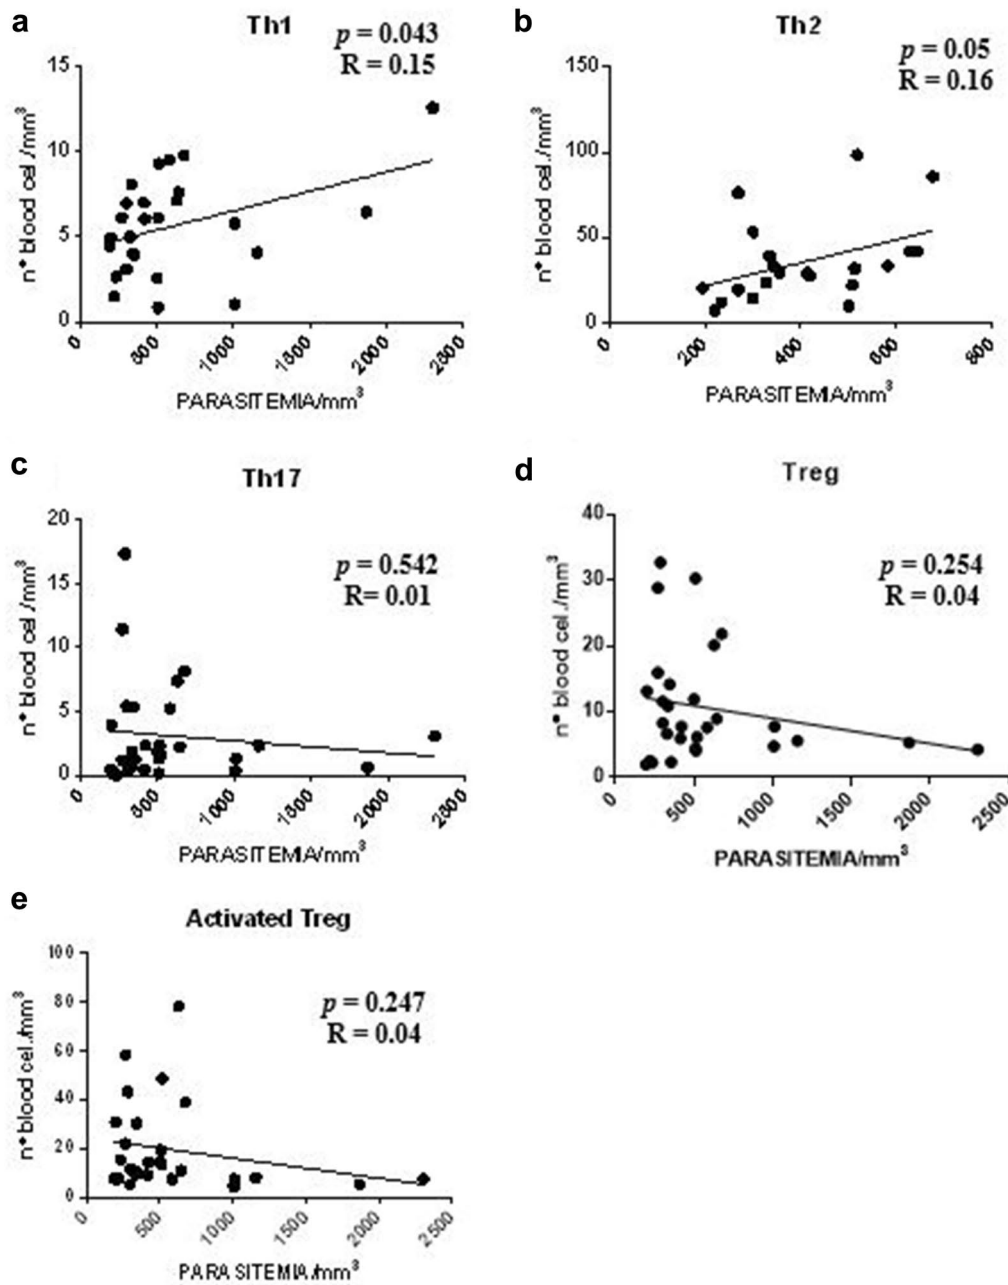 a
Th1
p = 0.043
R = 0.15
15
10
5
0
n° blood cel./mm³
0
500
1000
1500
2000
2500
PARASITEMIA/mm³
b
Th2
p = 0.05
R = 0.16
150
100
50
0
n° blood cel./mm³
0
200
400
600
800
PARASITEMIA/mm³
c
Th17
p = 0.542
R= 0.01
20
15
10
5
0
n° blood cel./mm³
0
500
1000
1500
2000
2500
PARASITEMIA/mm³
d
Treg
p = 0.254
R = 0.04
40
30
20
10
0
n° blood cel./mm³
0
500
1000
1500
2000
2500
PARASITEMIA/mm³
e
Activated Treg
p = 0.247
R = 0.04
100
80
60
40
20
0
n° blood cel./mm³
0
500
1000
1500
2000
2500
PARASITEMIA/mm³